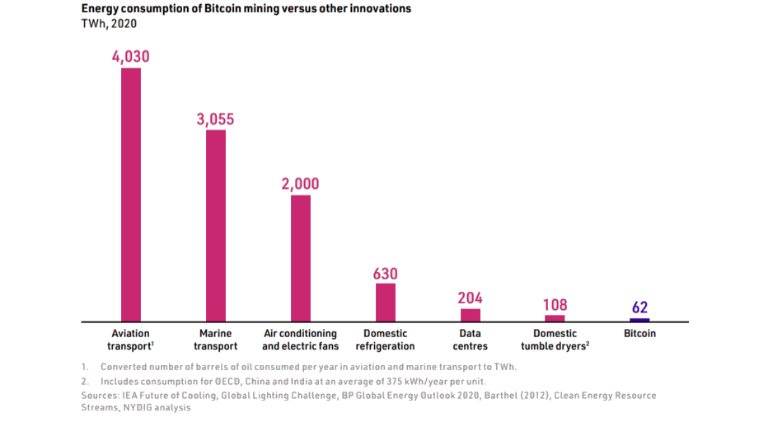 Energy consumption of Bitcoin mining versus other innovations
TWh, 2020
4,030
3,055
2,000
630
204
108
62
Aviation
transport¹
Marine
transport
Air conditioning
and electric fans
Domestic
refrigeration
Data
centres
Domestic
tumble dryers²
Bitcoin
1. Converted number of barrels of oil consumed per year in aviation and marine transport to TWh.
2. Includes consumption for OECD, China and India at an average of 375 kWh/year per unit.
Sources: IEA Future of Cooling, Global Lighting Challenge, BP Global Energy Outlook 2020, Barthel (2012), Clean Energy Resource
Streams, NYDIG analysis